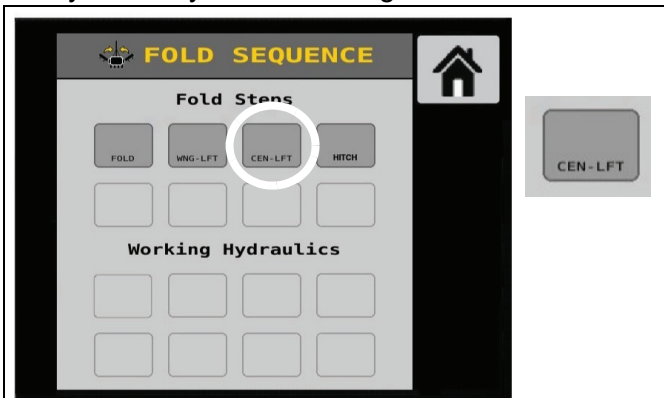 FOLD SEQUENCE
Fold Steps
FOLD WNG-LFT CEN-LFT HITCH
CEN-LFT
Working Hydraulics